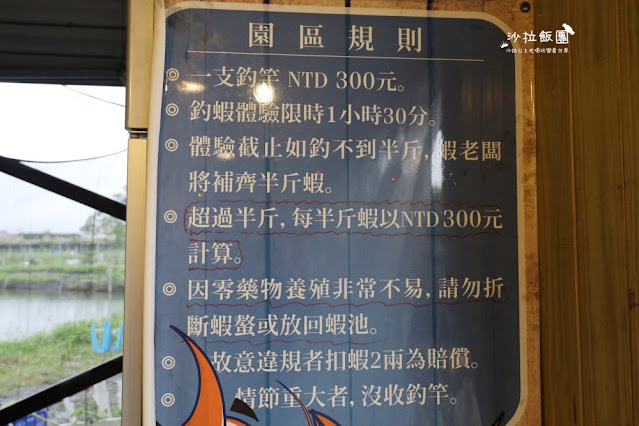 沙拉飯團
園區規則
◎ 一支釣竿 NTD 300元。
◎ 釣蝦體驗限時1小時30分。
◎ 體驗截止如釣不到半斤，蝦老闆
將補齊半斤蝦。
◎ 超過半斤，每半斤蝦以NTD300元
計算。
◎ 因零藥物養殖非常不易，請勿折
斷蝦螯或放回蝦池。
◎ 故意違規者扣蝦2兩為賠償。
◎ 情節重大者，沒收釣竿。